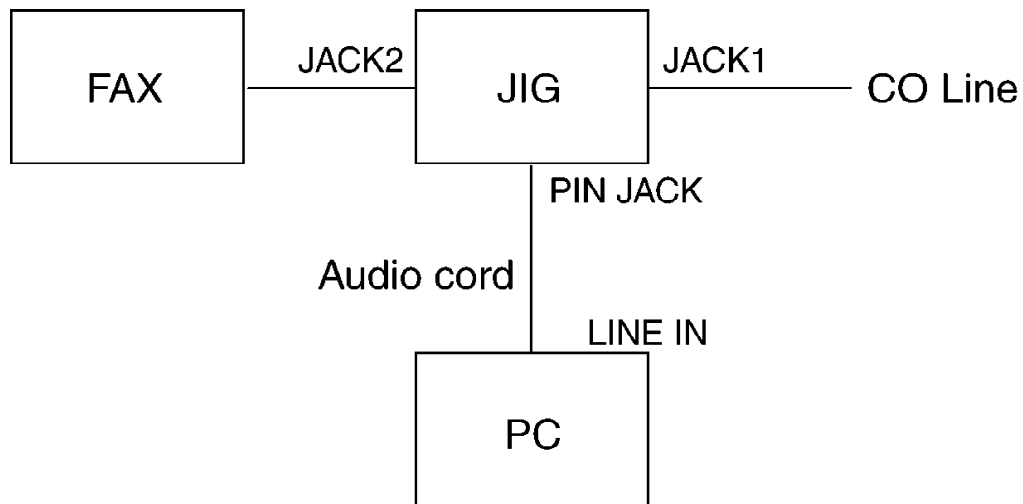 JACK2
JACK1
FAX
JIG
CO Line
PIN JACK
Audio cord
LINE IN
PC